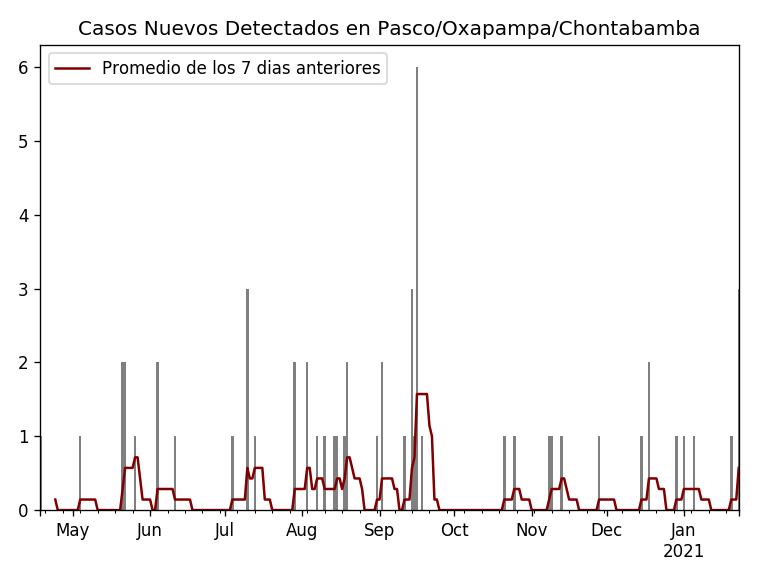 Casos Nuevos Detectados en Pasco/Oxapampa/Chontabamba
Promedio de los 7 dias anteriores
6
5
4
3
2
1
0
May Jun Jul Aug Sep Oct Nov Dec Jan
2021